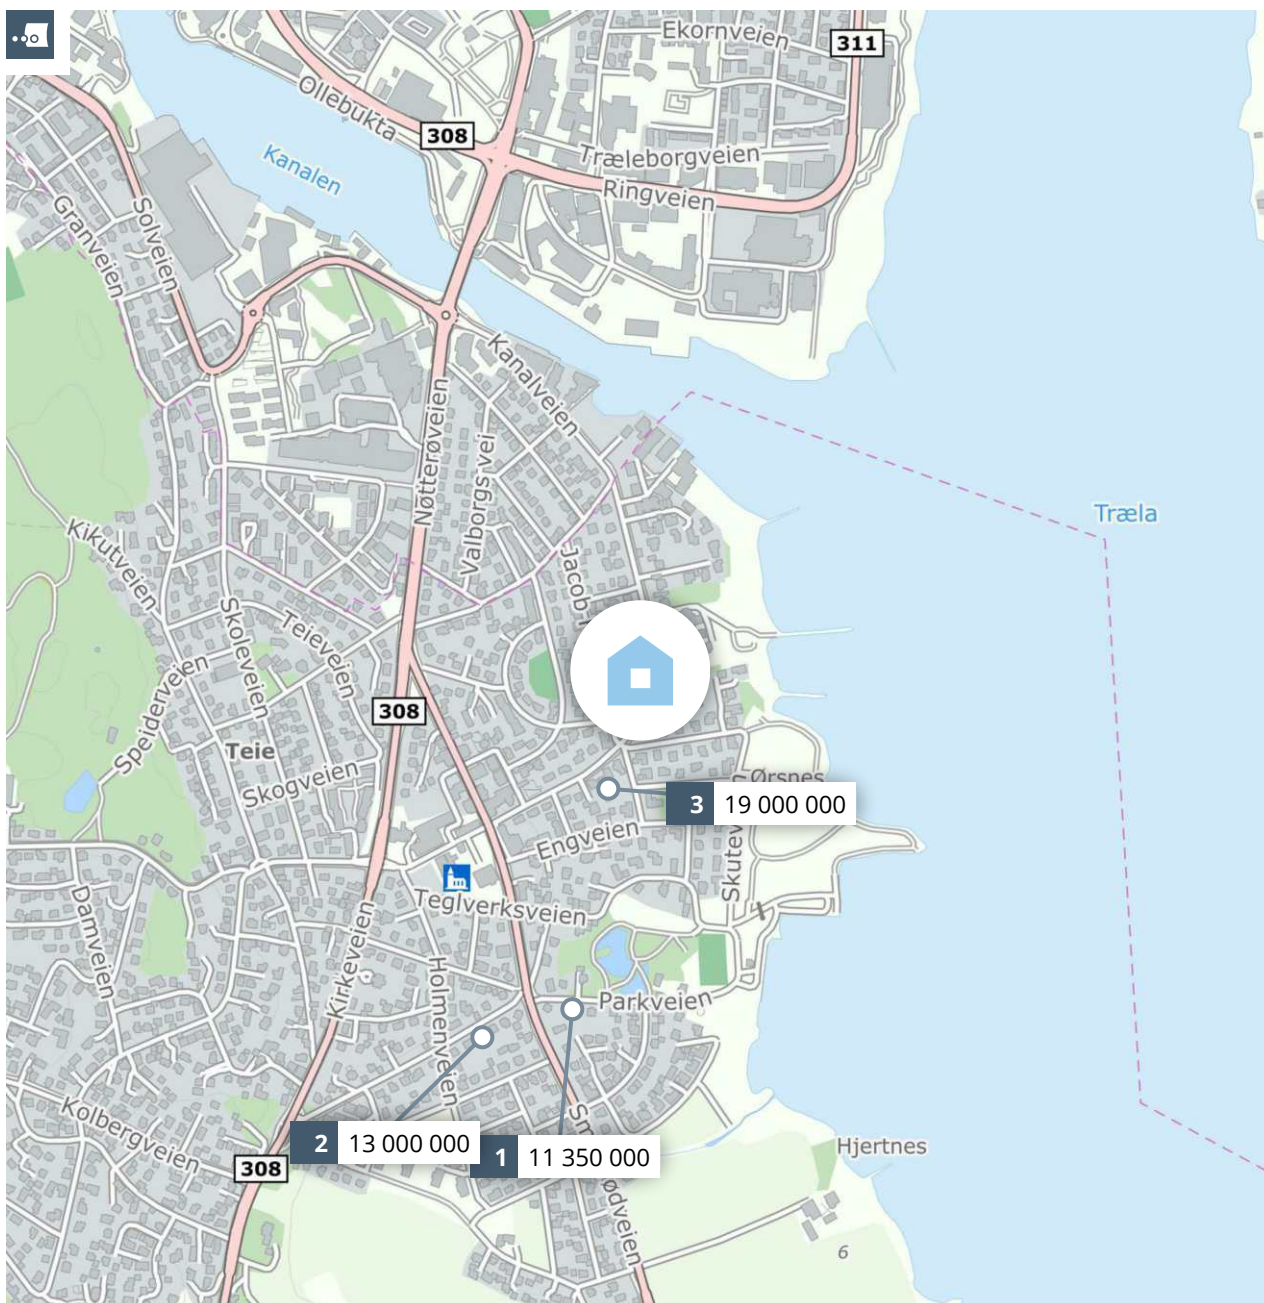 Ekornveien
311
Ollebukta
308
Kanalen
Træleborgveien
Ringveien
Granveien
Solveien
Kanalveien
Nøtterøveien
Valborgs vei
Træla
Kikutveien
Jacob
Skoleveien
Teieveien
Speiderveien
308
Teie
Skogveien
Ørsnes
3 19 000 000
Engveien
Teglverksveien
Damveien
Kirkeveien
Holmenveien
Parkveien
Kolbergveien
2 13 000 000
1 11 350 000
Hjertnes
308
6